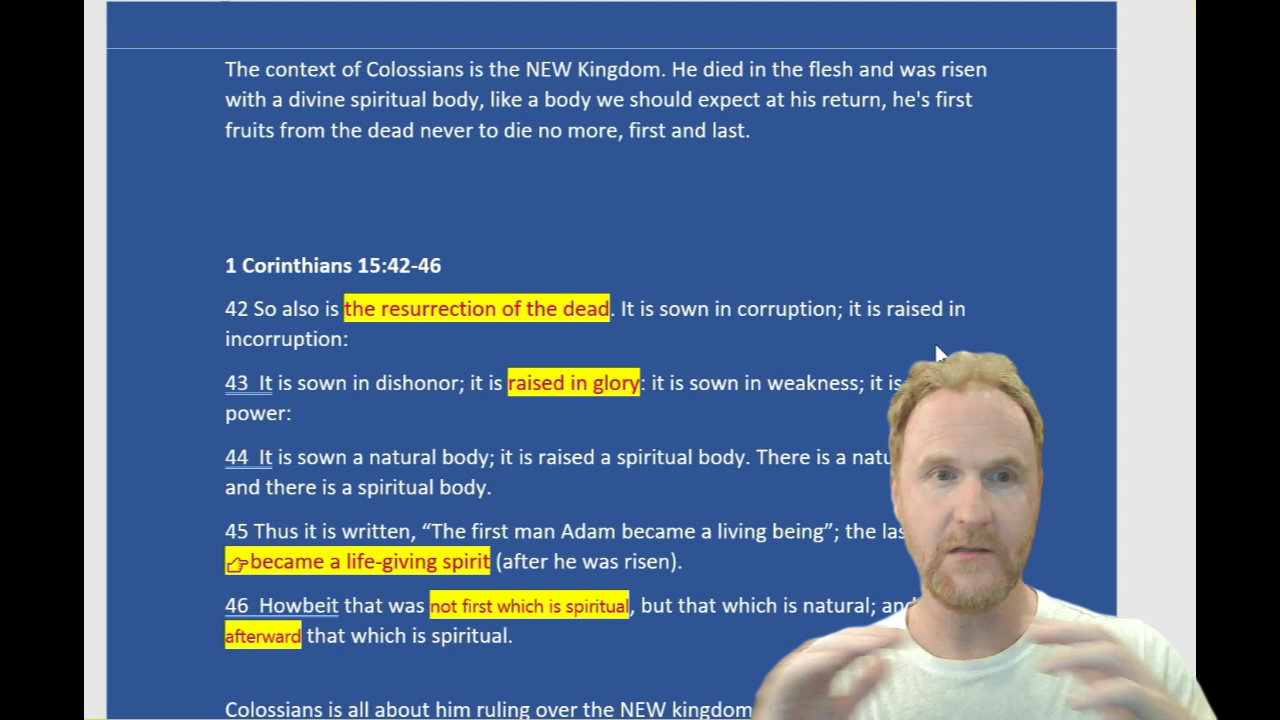 The context of Colossians is the NEW Kingdom. He died in the flesh and was risen
with a divine spiritual body, like a body we should expect at his return, he's first
fruits from the dead never to die no more, first and last.
1 Corinthians 15:42-46
42 So also is the resurrection of the dead. It is sown in corruption; it is raised in
incorruption:
43 It is sown in dishonor; it is raised in glory: it is sown in weakness; it is
power:
44 It is sown a natural body; it is raised a spiritual body. There is a
and there is a spiritual body.
45 Thus it is written, “The first man Adam became a living being”; the
👉became a life-giving spirit (after he was risen).
46 Howbeit that was not first which is spiritual, but that which is natural;
afterward that which is spiritual.
Colossians is all about him ruling over the NEW kingdom